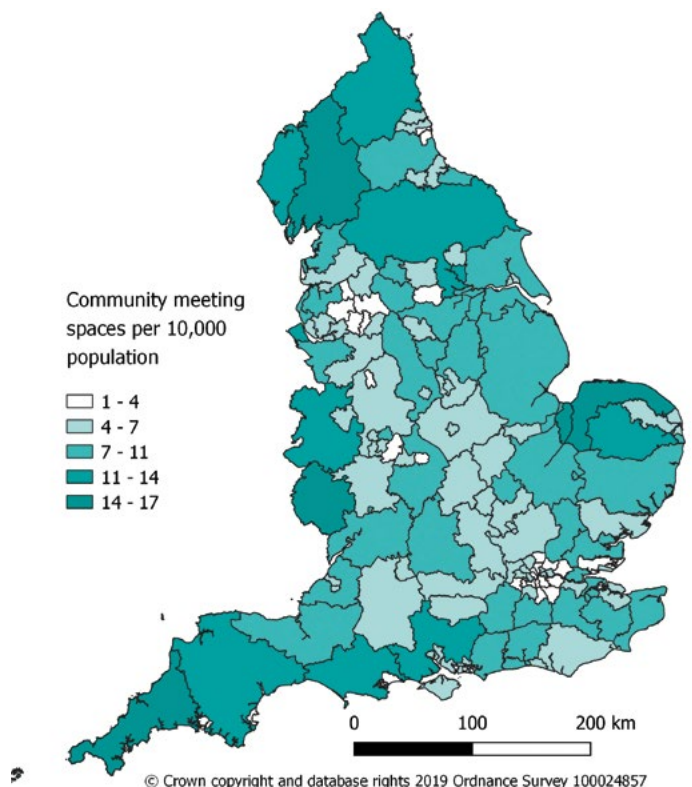 Community meeting
spaces per 10,000
population
1 - 4
4 - 7
7 - 11
11 - 14
14 - 17
0 100 200 km
© Crown copyright and database rights 2019 Ordnance Survey 100024857